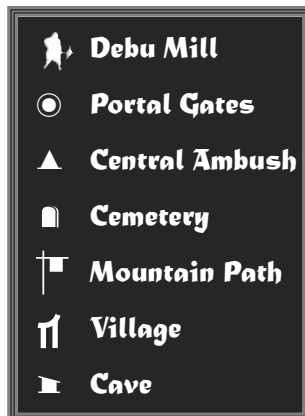 Debu Mill
Portal Gates
Central Ambush
Cemetery
Mountain Path
Village
Cave